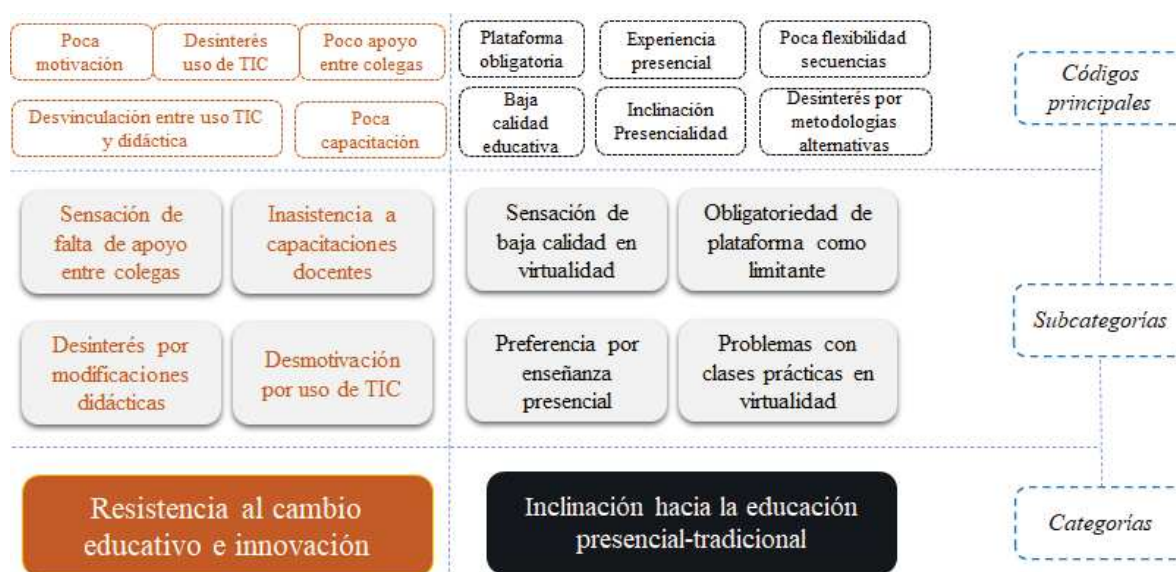 Poca
motivación
Desinterés
uso de TIC
Poco apoyo
entre colegas
Plataforma
obligatoria
Experiencia
presencial
Poca flexibilidad
secuencias
Códigos
principales
Desvinculación entre uso TIC
y didáctica
Poca
capacitación
Baja
calidad
educativa
Inclinación
Presencialidad
Desinterés por
metodologías
alternativas
Sensación de
falta de apoyo
entre colegas
Inasistencia a
capacitaciones
docentes
Sensación de
baja calidad en
virtualidad
Obligatoriedad de
plataforma como
limitante
Subcategorías
Desinterés por
modificaciones
didácticas
Desmotivación
por uso de TIC
Preferencia por
enseñanza
presencial
Problemas con
clases prácticas en
virtualidad
Resistencia al cambio
educativo e innovación
Inclinación hacia la educación
presencial-tradicional
Categorías